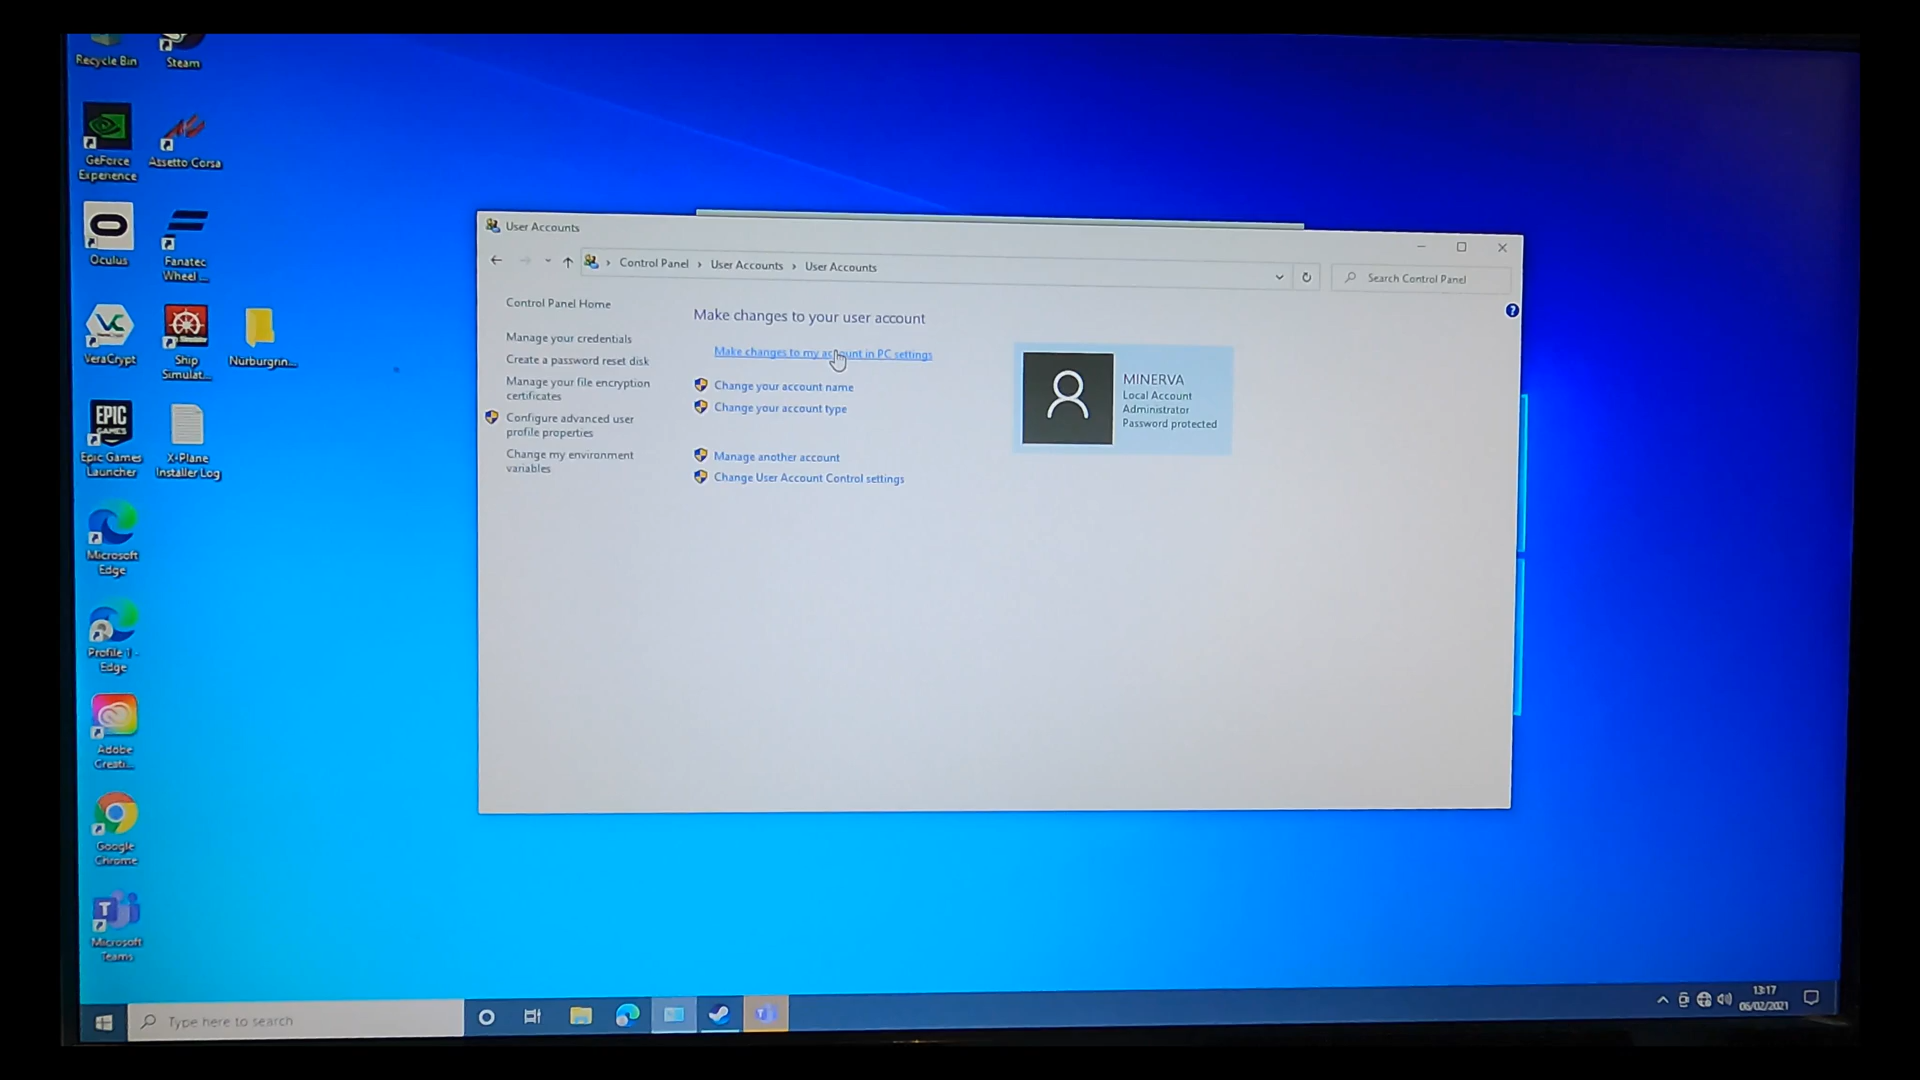 Recycle Bin
Steam
GeForce
Experience
Assetto Corsa
Oculus
Fanatec
Wheel ...
VeraCrypt
Ship
Simulat...
Nürburgrin...
EPIC
GAMES
Epic Games
Launcher
X-Plane
Installer Log
Microsoft
Edge
Profile 1 -
Edge
Adobe
Creati...
Google
Chrome
Microsoft
Teams
User Accounts
Control Panel › User Accounts › User Accounts
Search Control Panel
Control Panel Home
Manage your credentials
Create a password reset disk
Manage your file encryption
certificates
Configure advanced user
profile properties
Change my environment
variables
Make changes to your user account
Make changes to my account in PC settings
Change your account name
Change your account type
Manage another account
Change User Account Control settings
MINERVA
Local Account
Administrator
Password protected
Type here to search
13:17
06/02/2021